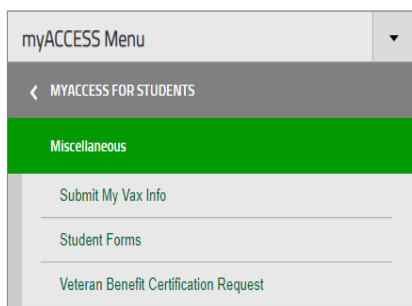 myACCESS Menu
MYACCESS FOR STUDENTS
Miscellaneous
Submit My Vax Info
Student Forms
Veteran Benefit Certification Request